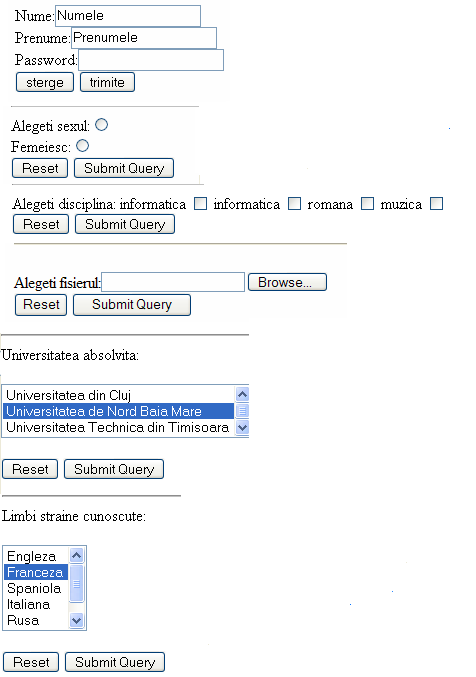 Nume: Numele
Prenume: Prenumele
Password:
sterge trimite
Alegeti sexul:
Femeiesc:
Reset Submit Query
Alegeti disciplina: informatica informatica romana muzica
Reset Submit Query
Alegeti fisierul: Browse...
Reset Submit Query
Universitatea absolvita:
Universitatea din Cluj
Universitatea de Nord Baia Mare
Universitatea Technica din Timisoara
Reset Submit Query
Limbi straine cunoscute:
Engleza
Franceza
Spaniola
Italiana
Rusa
Reset Submit Query